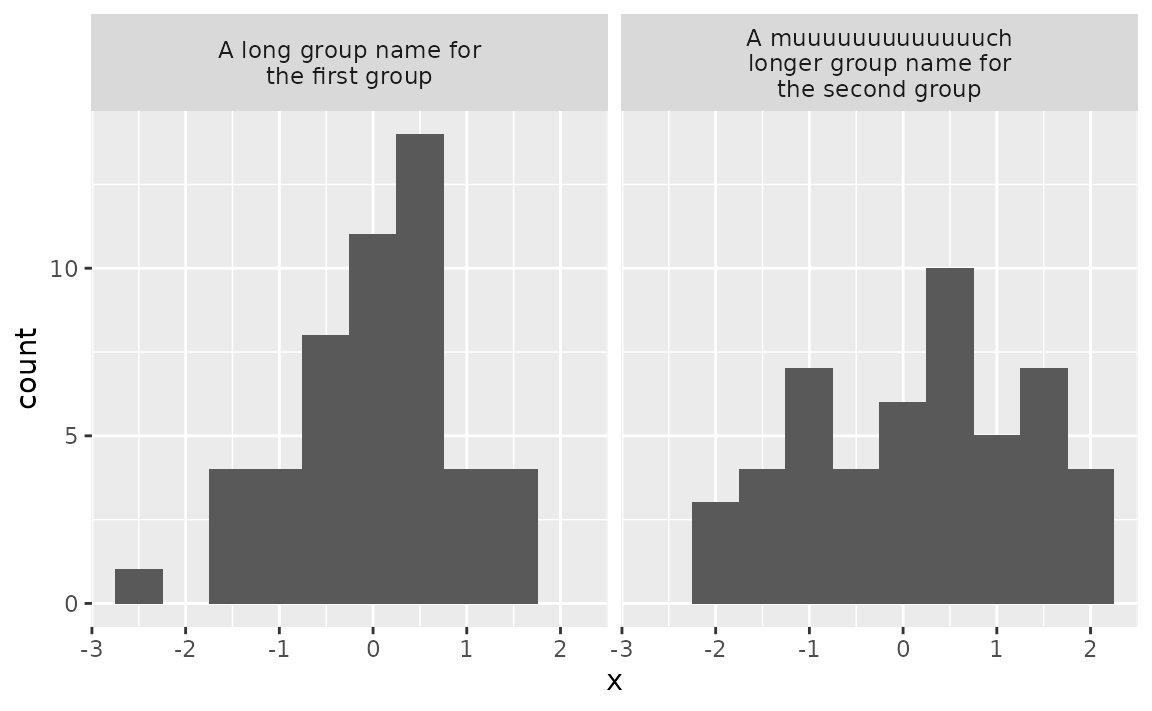 A long group name for
the first group
A muuuuuuuuuuuuuch
longer group name for
the second group
count
10
5
0
-3 -2 -1 0 1 2
-3 -2 -1 0 1 2
x